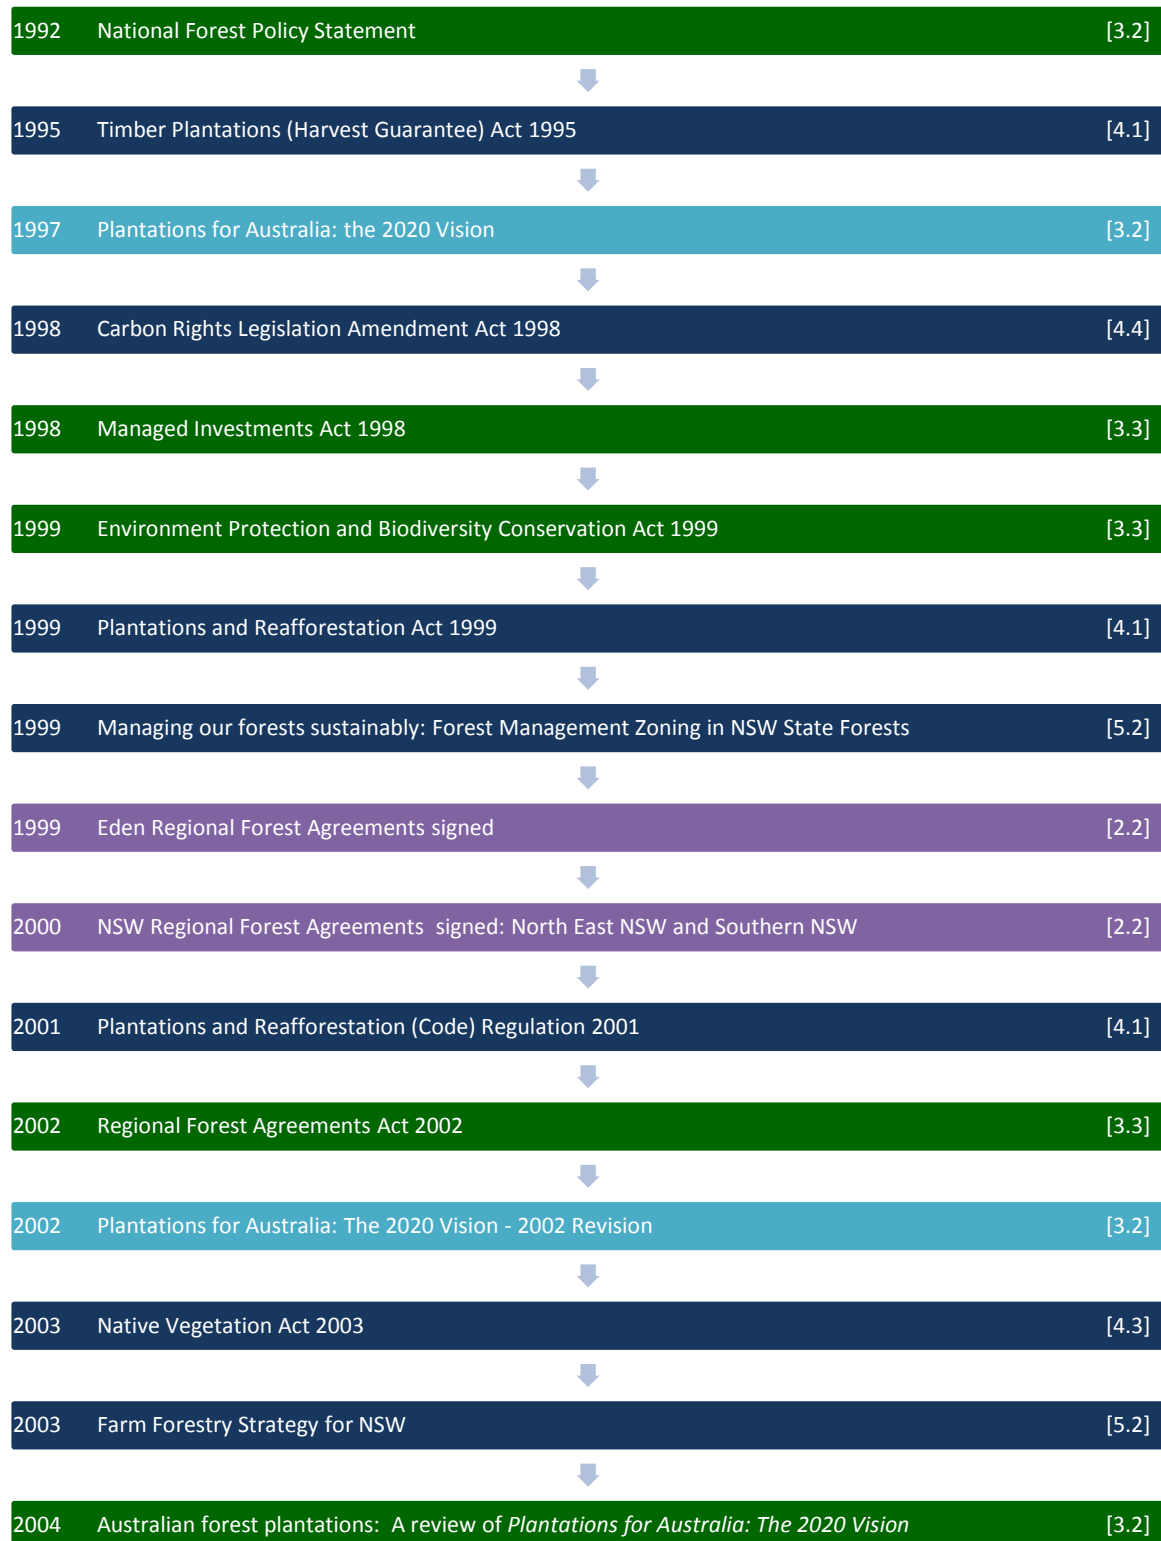 1992 National Forest Policy Statement [3.2]
1995 Timber Plantations (Harvest Guarantee) Act 1995 [4.1]
1997 Plantations for Australia: the 2020 Vision [3.2]
1998 Carbon Rights Legislation Amendment Act 1998 [4.4]
1998 Managed Investments Act 1998 [3.3]
1999 Environment Protection and Biodiversity Conservation Act 1999 [3.3]
1999 Plantations and Reafforestation Act 1999 [4.1]
1999 Managing our forests sustainably: Forest Management Zoning in NSW State Forests [5.2]
1999 Eden Regional Forest Agreements signed [2.2]
2000 NSW Regional Forest Agreements signed: North East NSW and Southern NSW [2.2]
2001 Plantations and Reafforestation (Code) Regulation 2001 [4.1]
2002 Regional Forest Agreements Act 2002 [3.3]
2002 Plantations for Australia: The 2020 Vision - 2002 Revision [3.2]
2003 Native Vegetation Act 2003 [4.3]
2003 Farm Forestry Strategy for NSW [5.2]
2004 Australian forest plantations: A review of Plantations for Australia: The 2020 Vision [3.2]